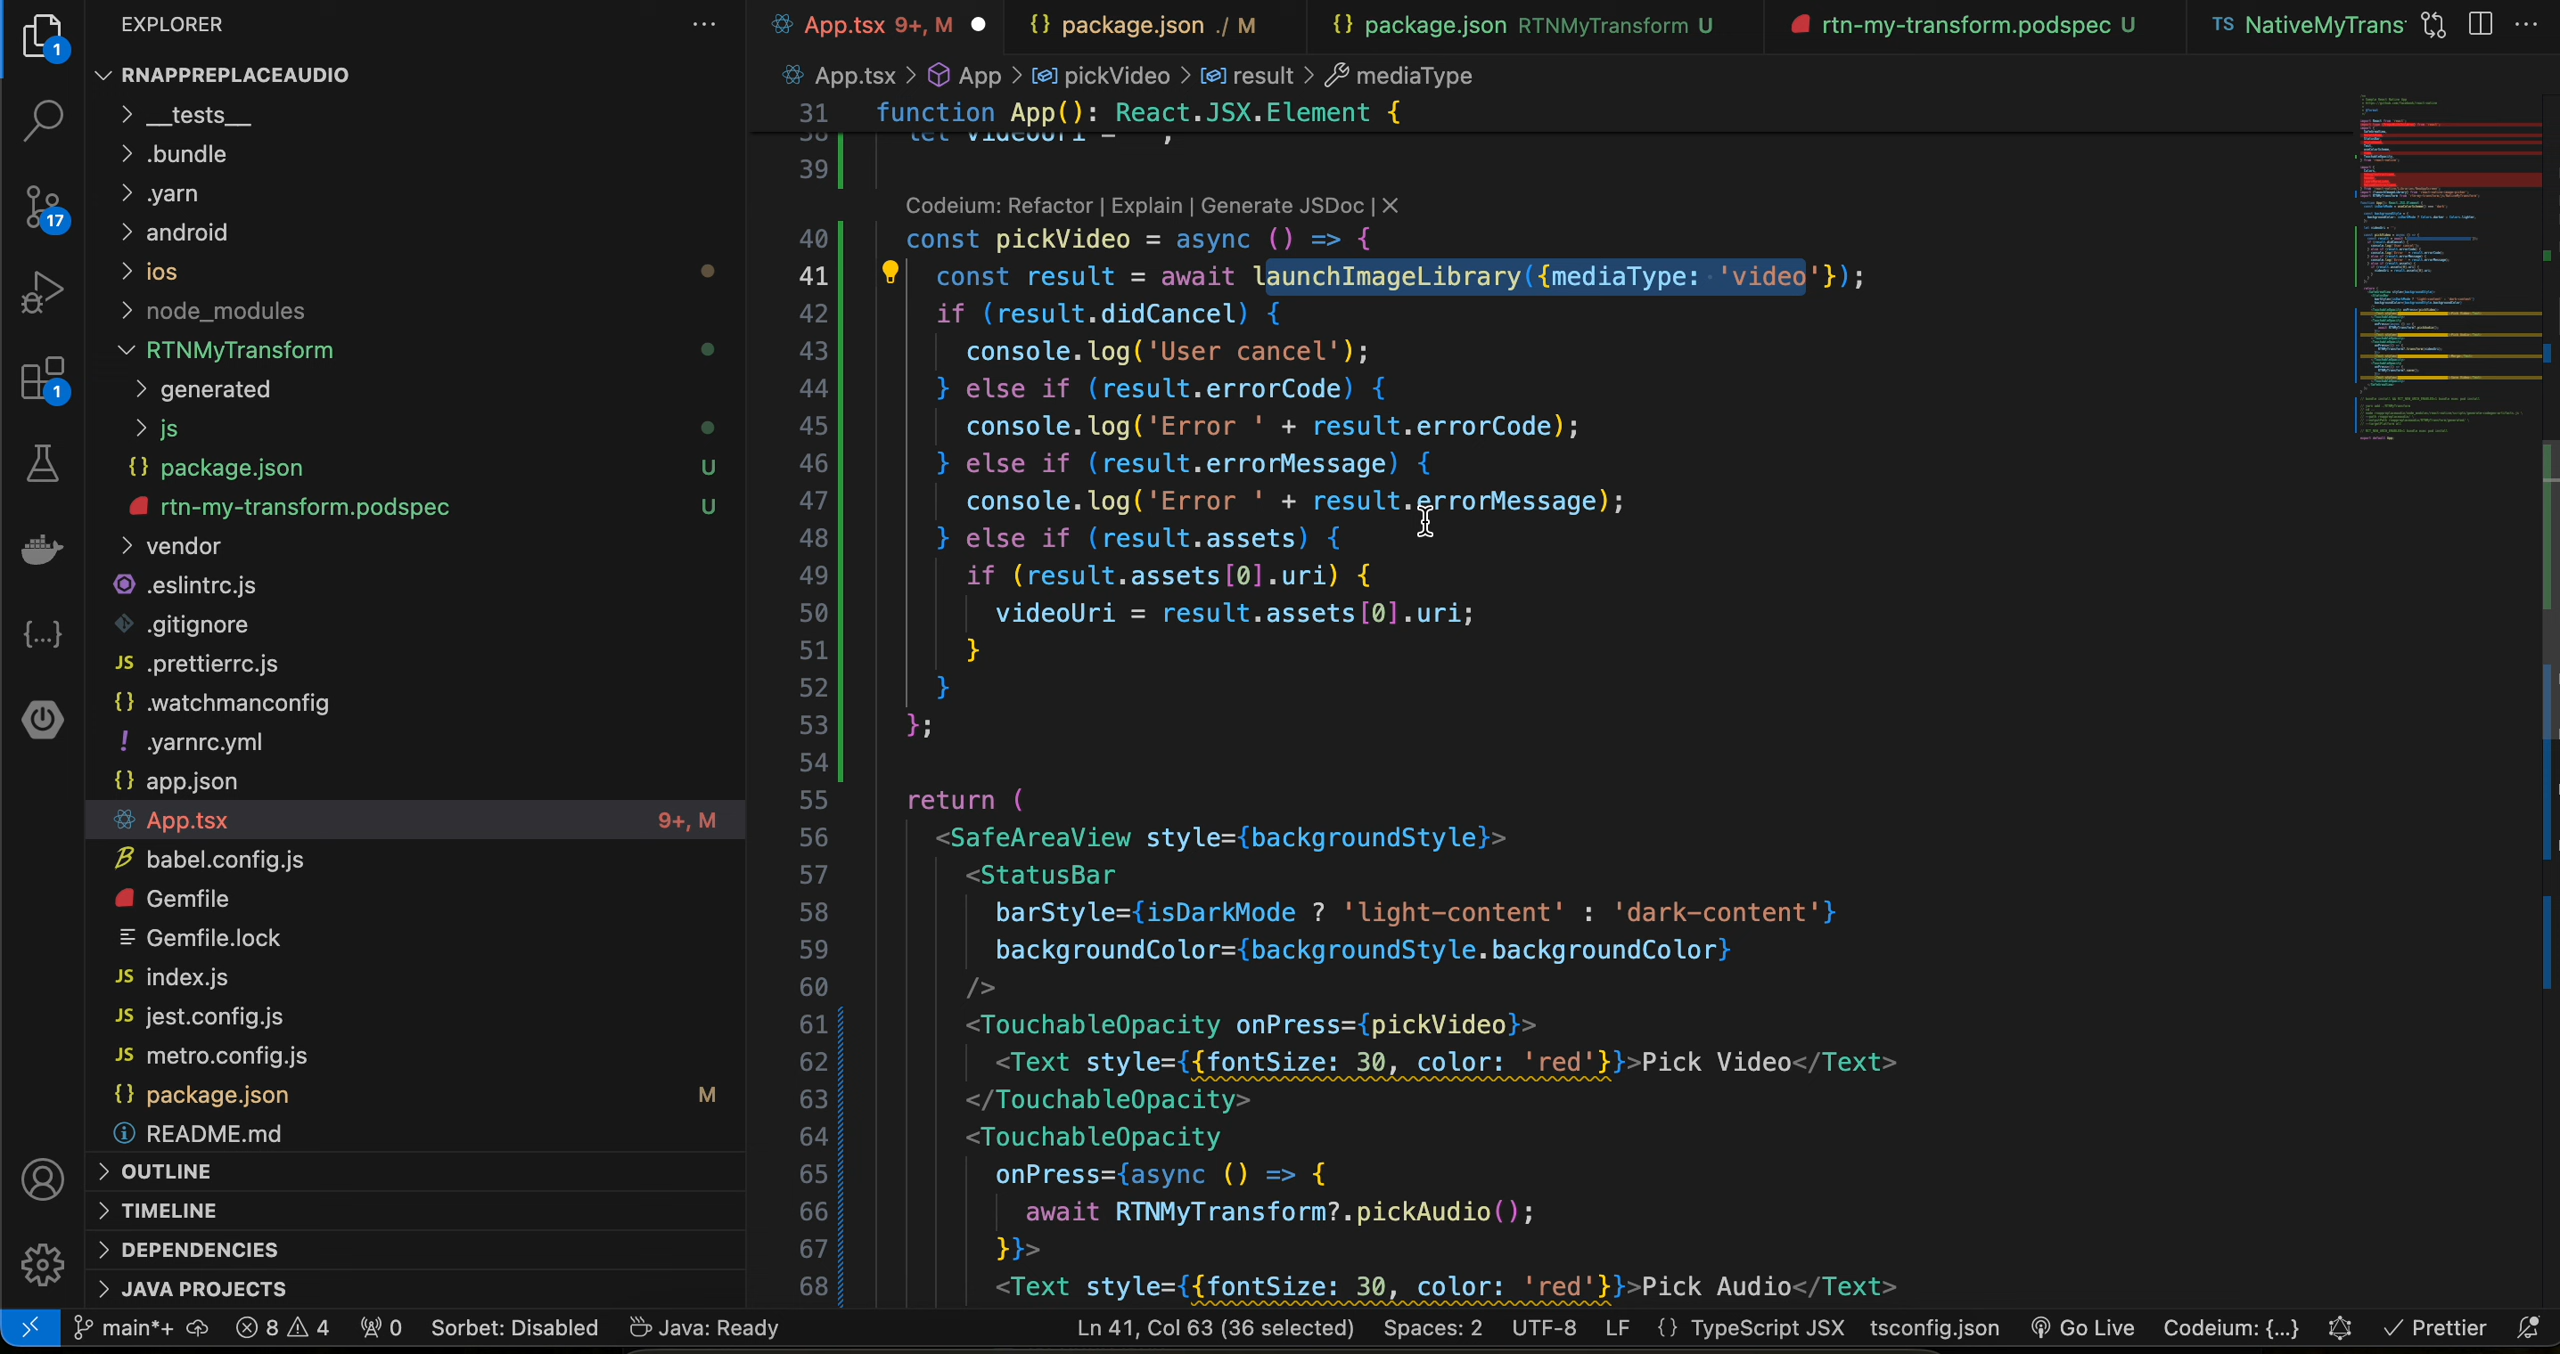 EXPLORER
1
RNAPPREPLACEAUDIO
__tests__
.bundle
.yarn
17
android
ios
node_modules
RTNMyTransform
generated
1
js
package.json U
rtn-my-transform.podspec U
vendor
.eslintrc.js
.gitignore
JS .prettierrc.js
{} .watchmanconfig
! .yarnrc.yml
{} app.json
App.tsx 9+, M
babel.config.js
Gemfile
Gemfile.lock
JS index.js
JS jest.config.js
JS metro.config.js
{} package.json M
README.md
OUTLINE
TIMELINE
DEPENDENCIES
JAVA PROJECTS
App.tsx 9+, M {} package.json ./ M {} package.json RTNMyTransform U rtn-my-transform.podspec U TS NativeMyTrans
App.tsx > App > pickVideo > result > mediaType
31 function App(): React.JSX.Element {
39
Codeium: Refactor | Explain | Generate JSDoc | X
40 const pickVideo = async () => {
41 const result = await launchImageLibrary({mediaType: 'video'});
42 if (result.didCancel) {
43 console.log('User cancel');
44 } else if (result.errorCode) {
45 console.log('Error ' + result.errorCode);
46 } else if (result.errorMessage) {
47 console.log('Error ' + result.errorMessage);
48 } else if (result.assets) {
49 if (result.assets[0].uri) {
50 videoUri = result.assets[0].uri;
51 }
52 }
53 };
54
55 return (
56 <SafeAreaView style={backgroundStyle}>
57 <StatusBar
58 barStyle={isDarkMode ? 'light-content' : 'dark-content'}
59 backgroundColor={backgroundStyle.backgroundColor}
60 />
61 <TouchableOpacity onPress={pickVideo}>
62 <Text style={{fontSize: 30, color: 'red'}}>Pick Video</Text>
63 </TouchableOpacity>
64 <TouchableOpacity
65 onPress={async () => {
66 await RTNMyTransform?.pickAudio();
67 }}>
68 <Text style={{fontSize: 30, color: 'red'}}>Pick Audio</Text>
main*+ 8 4 0 Sorbet: Disabled Java: Ready Ln 41, Col 63 (36 selected) Spaces: 2 UTF-8 LF {} TypeScript JSX tsconfig.json Go Live Codeium: {...} Prettier